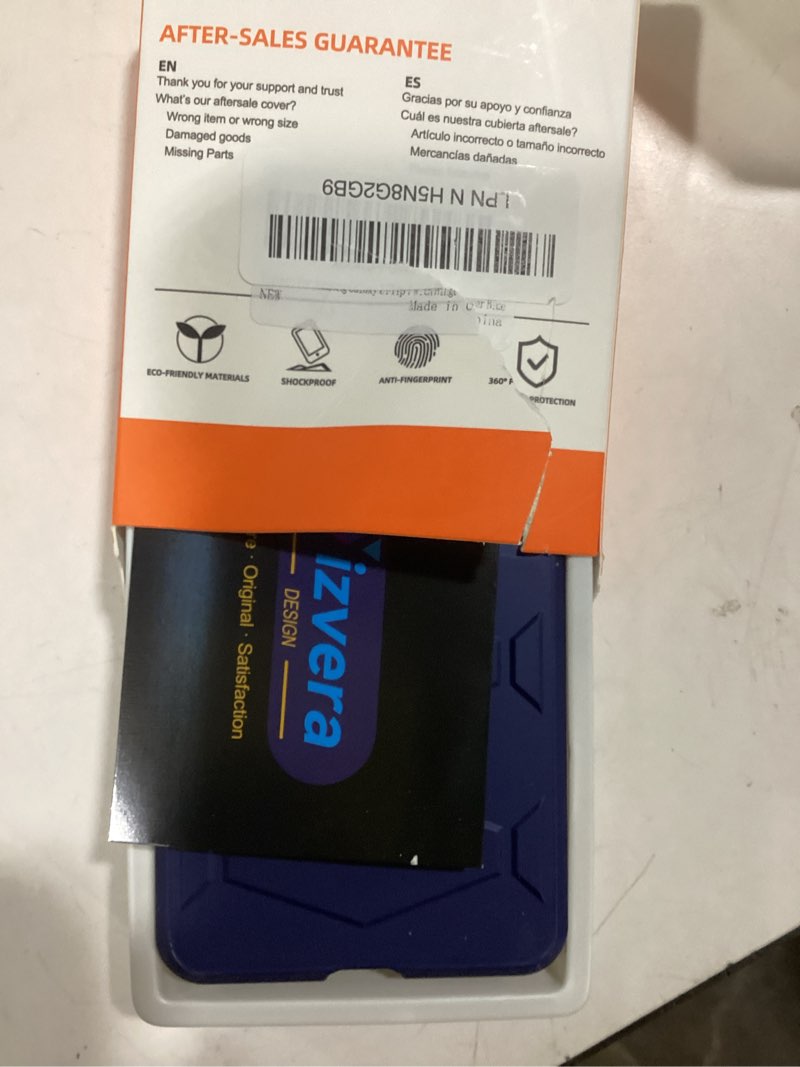 AFTER-SALES GUARANTEE
EN
Thank you for your support and trust
What's our aftersale cover?
Wrong item or wrong size
Damaged goods
Missing Parts
ES
Gracias por su apoyo y confianza
Cuál es nuestra cubierta aftersale?
Artículo incorrecto o tamaño incorrecto
Mercancías dañadas
LPN N H5N8G2GB9
NEW
Made in
ECO-FRIENDLY MATERIALS
SHOCKPROOF
ANTI-FINGERPRINT
360°
PROTECTION
izvera
DESIGN
Original · Satisfaction